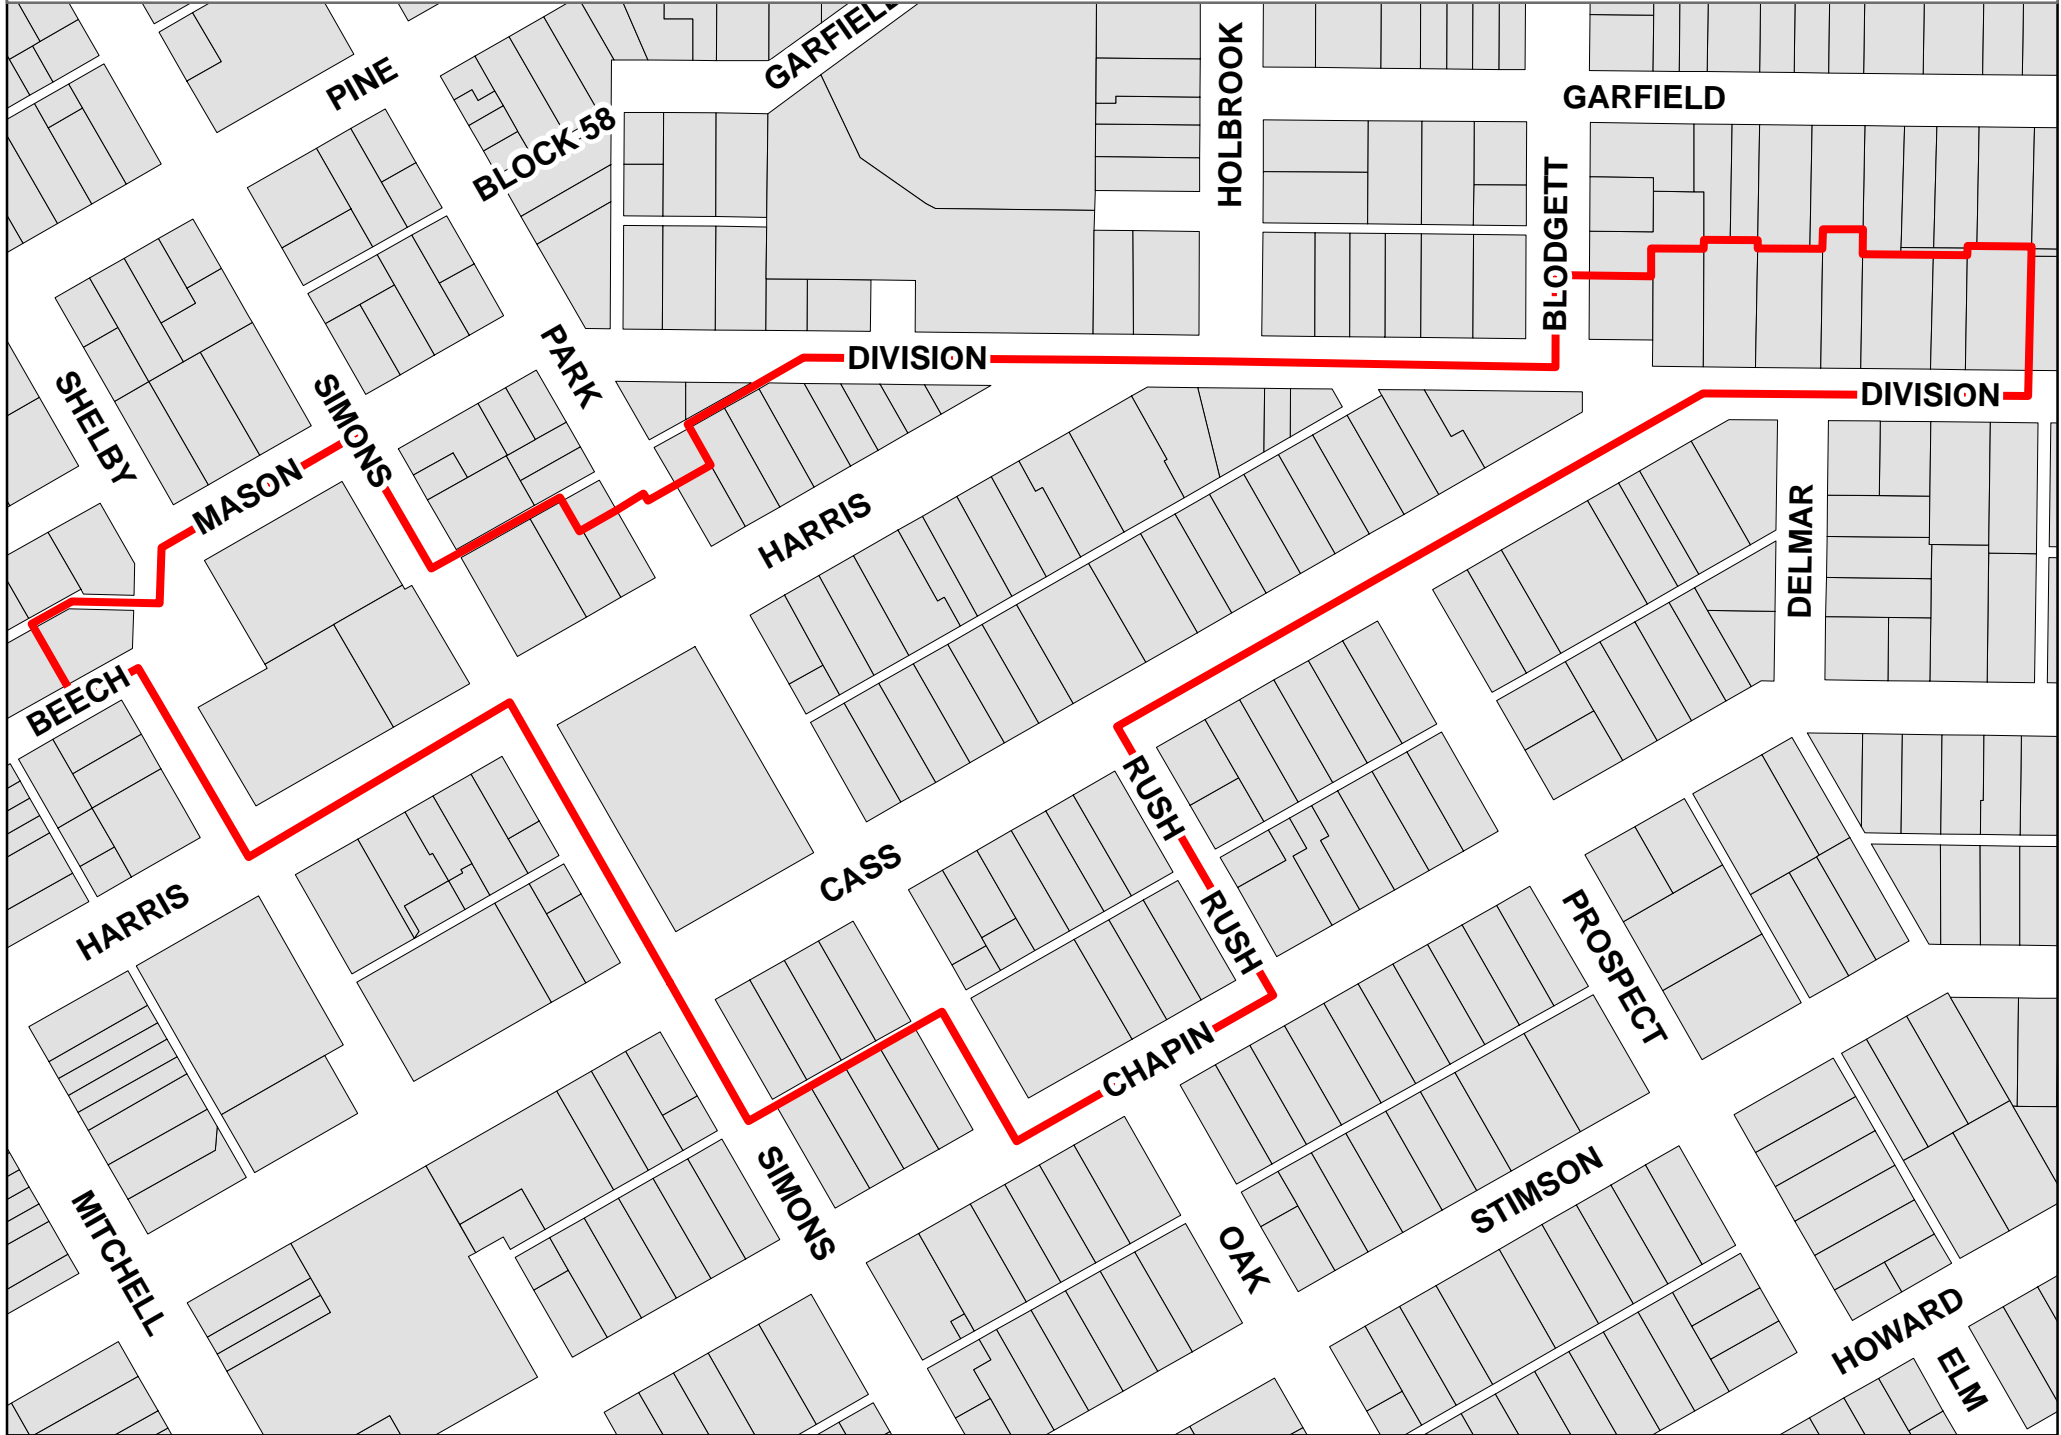 GARFIELD
PINE
HOLBROOK
GARFIELD
BLOCK 58
BLODGETT
PARK
DIVISION
DIVISION
SHELBY
SIMONS
MASON
HARRIS
DELMAR
BEECH
RUSH
CASS
HARRIS
RUSH
PROSPECT
CHAPIN
SIMONS
STIMSON
MITCHELL
OAK
HOWARD
ELM